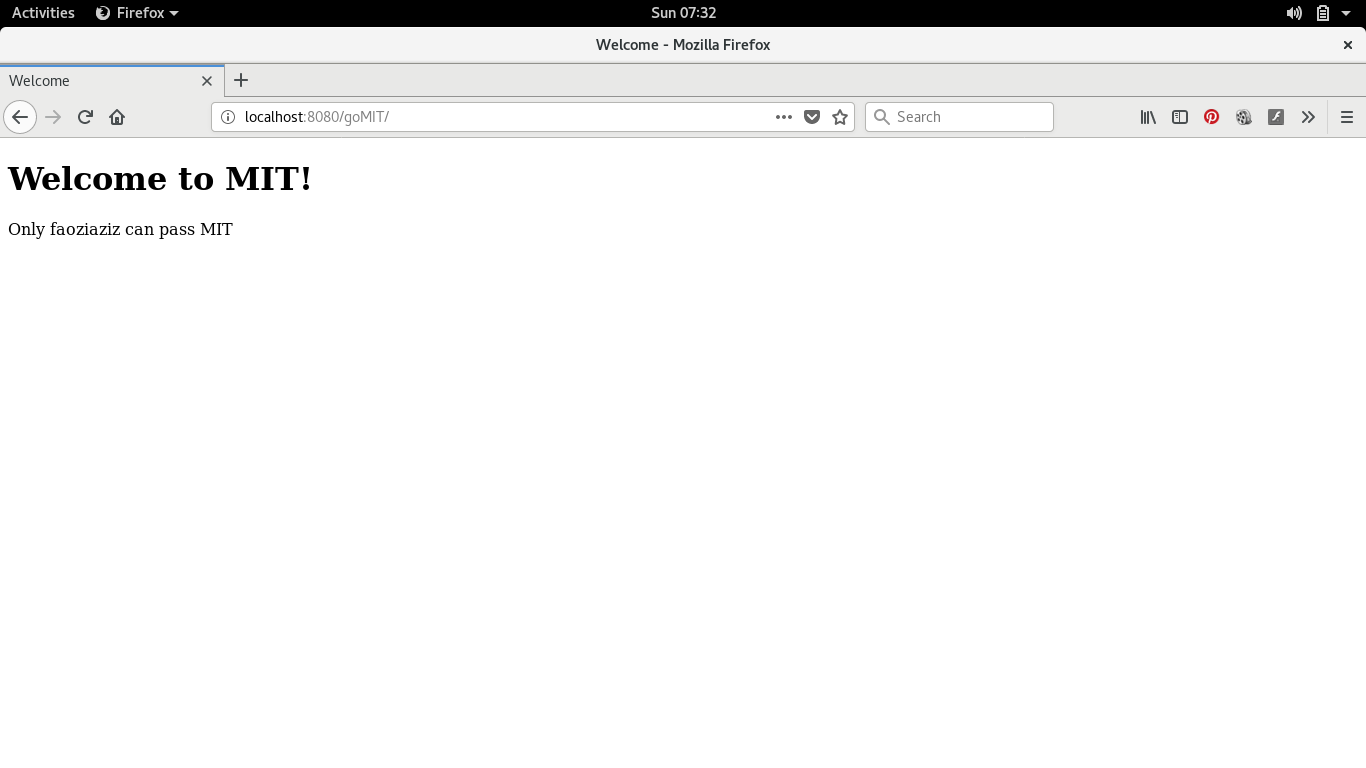 Activities Firefox Sun 07:32
Welcome - Mozilla Firefox
Welcome
localhost:8080/goMIT/ Search
Welcome to MIT!
Only faoziaziz can pass MIT